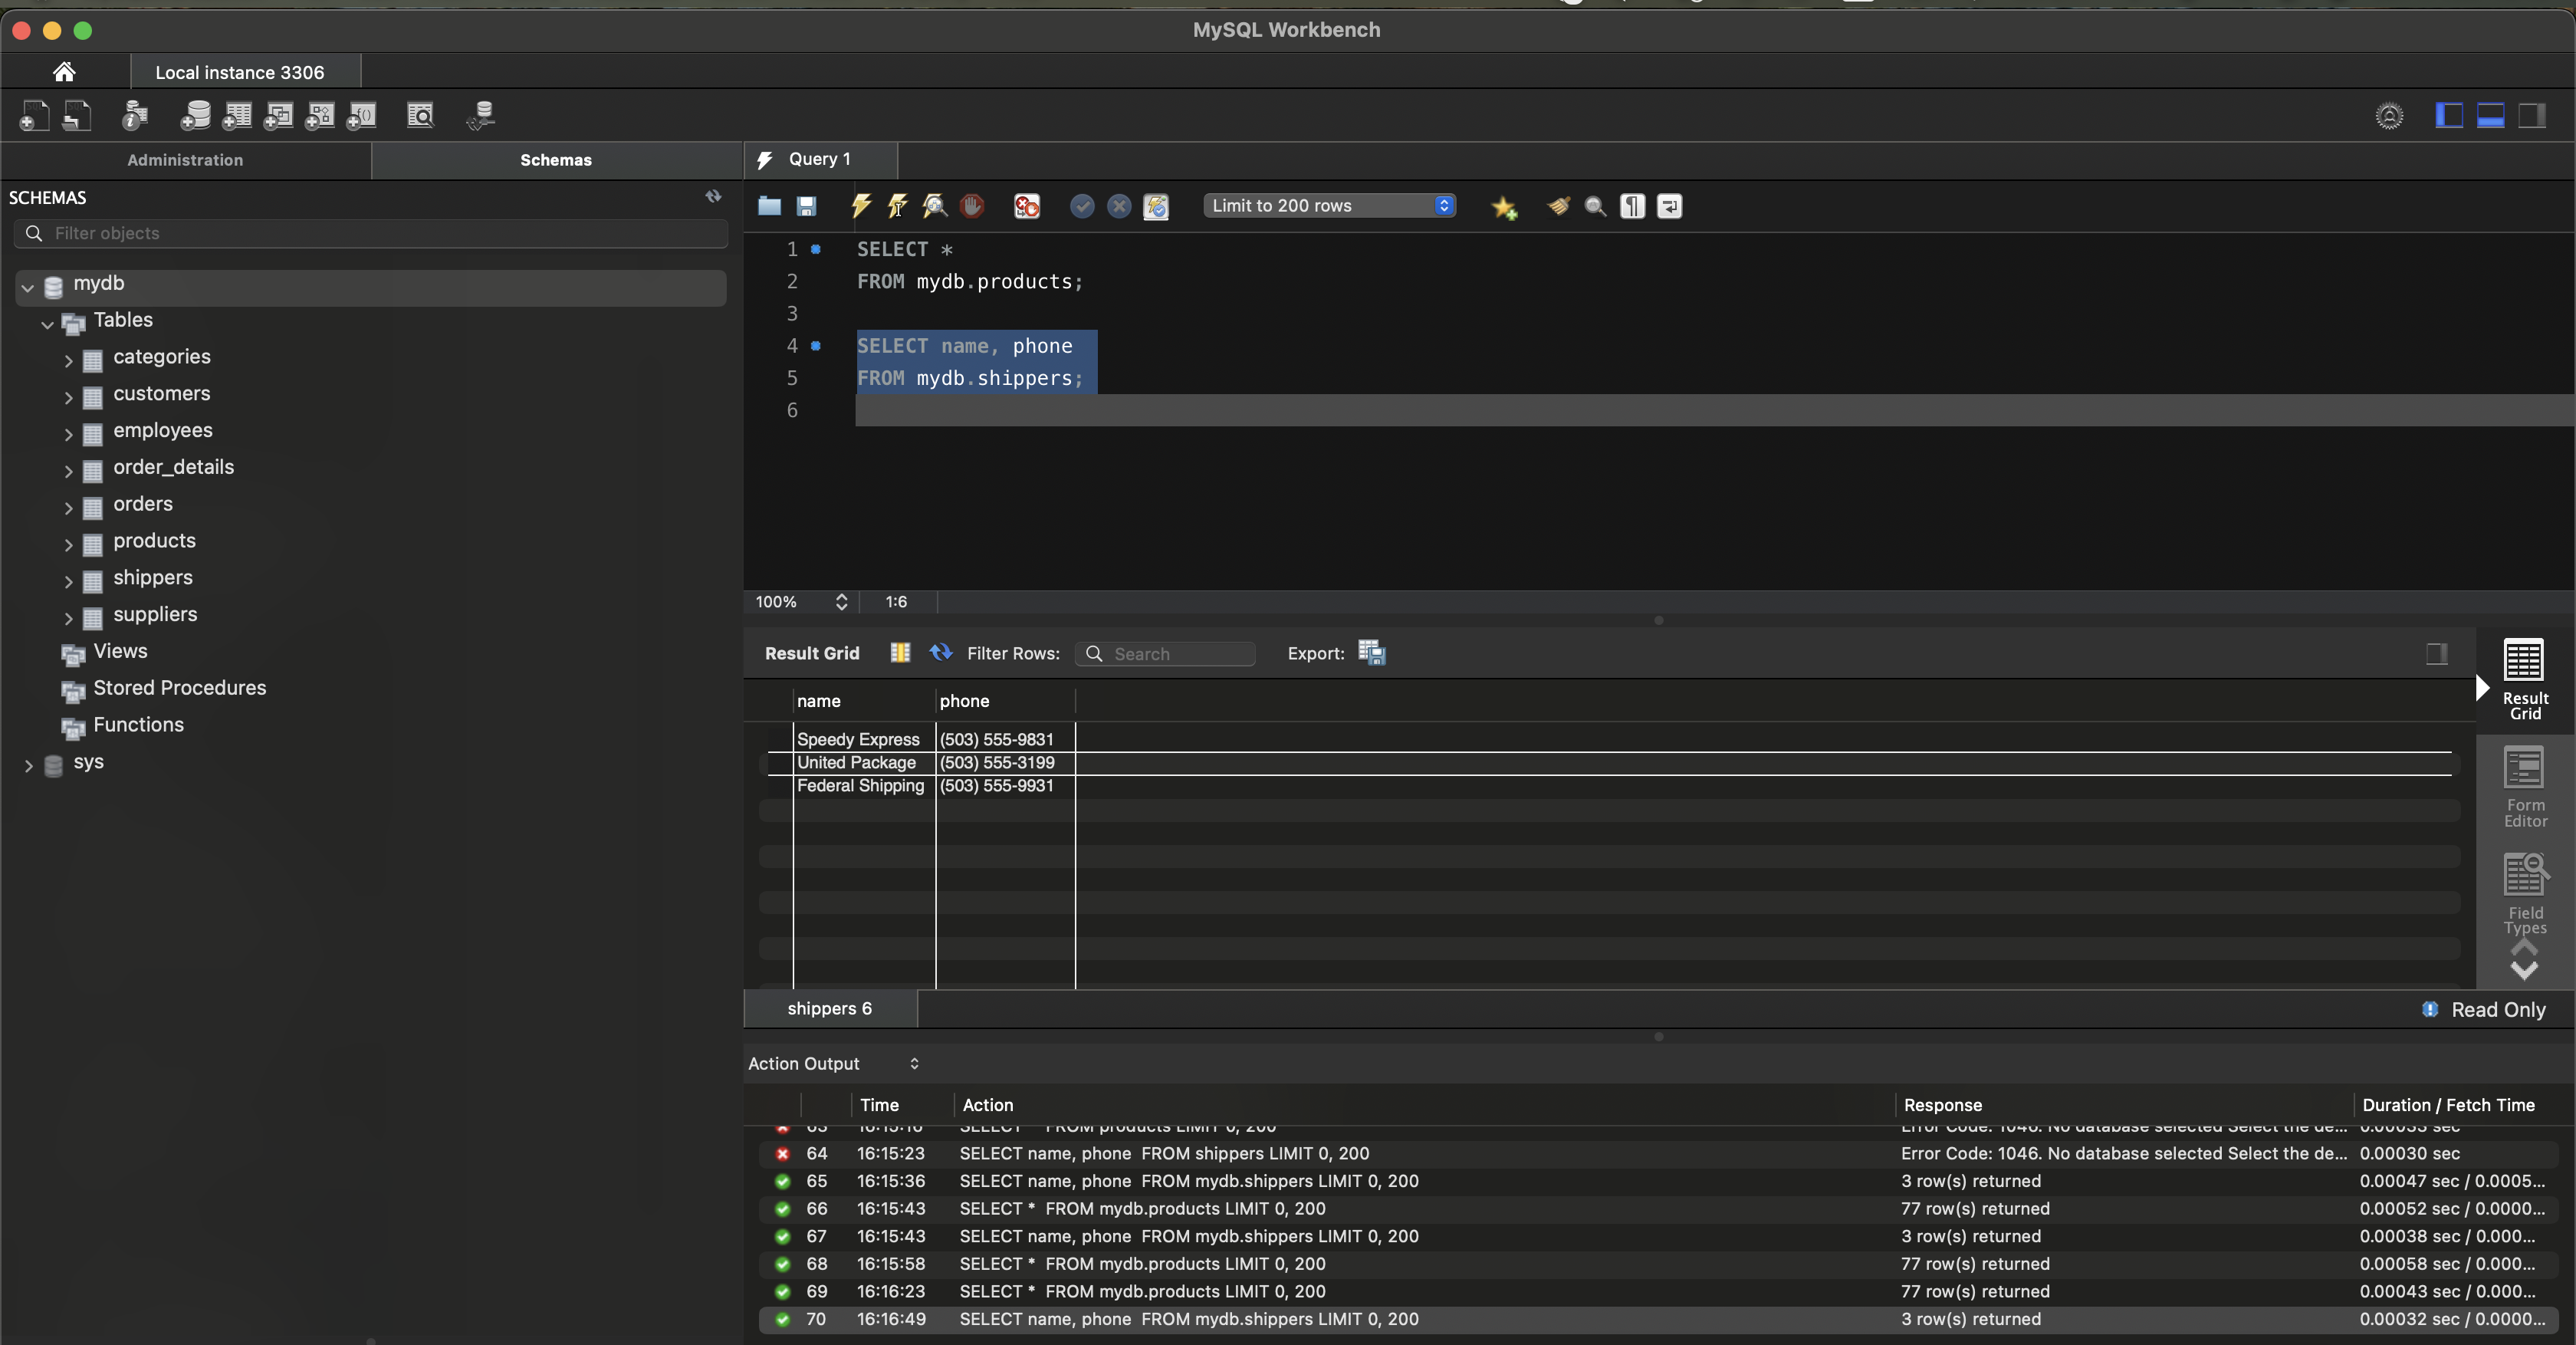 MySQL Workbench
Local instance 3306
Administration
Schemas
Query 1
SCHEMAS
Filter objects
mydb
Tables
categories
customers
employees
order_details
orders
products
shippers
suppliers
Views
Stored Procedures
Functions
sys
Limit to 200 rows
1 SELECT *
2 FROM mydb.products;
3
4 SELECT name, phone
5 FROM mydb.shippers;
6
100% 1:6
Result Grid Filter Rows: Search Export:
name phone
Speedy Express (503) 555-9831
United Package (503) 555-3199
Federal Shipping (503) 555-9931
Result
Grid
Form
Editor
Field
Types
shippers 6
Read Only
Action Output
Time Action Response Duration / Fetch Time
63 16:15:16 SELECT * FROM products LIMIT 0, 200 Error Code: 1046. No database selected Select the de... 0.00033 sec
64 16:15:23 SELECT name, phone FROM shippers LIMIT 0, 200 Error Code: 1046. No database selected Select the de... 0.00030 sec
65 16:15:36 SELECT name, phone FROM mydb.shippers LIMIT 0, 200 3 row(s) returned 0.00047 sec / 0.0005...
66 16:15:43 SELECT * FROM mydb.products LIMIT 0, 200 77 row(s) returned 0.00052 sec / 0.0000...
67 16:15:43 SELECT name, phone FROM mydb.shippers LIMIT 0, 200 3 row(s) returned 0.00038 sec / 0.000...
68 16:15:58 SELECT * FROM mydb.products LIMIT 0, 200 77 row(s) returned 0.00058 sec / 0.000...
69 16:16:23 SELECT * FROM mydb.products LIMIT 0, 200 77 row(s) returned 0.00043 sec / 0.000...
70 16:16:49 SELECT name, phone FROM mydb.shippers LIMIT 0, 200 3 row(s) returned 0.00032 sec / 0.0000...